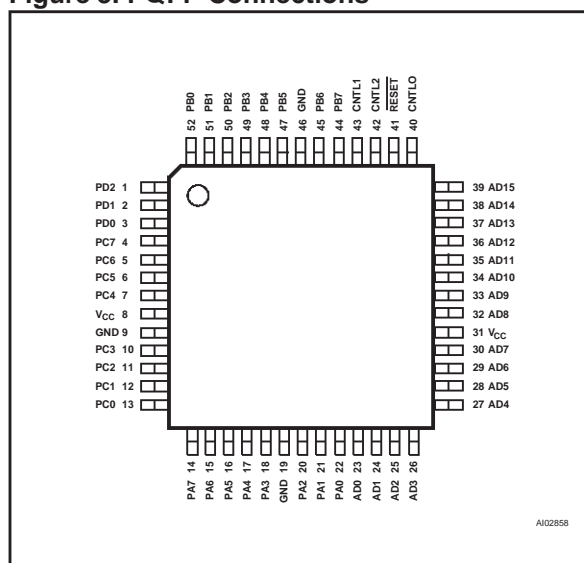 52 PB0
51 PB1
50 PB2
49 PB3
48 PB4
47 PB5
46 GND
45 PB6
44 PB7
43 CNTL1
42 CNTL2
41 RESET
40 CNTLO
PD2 1
PD1 2
PD0 3
PC7 4
PC6 5
PC5 6
PC4 7
VCC 8
GND 9
PC3 10
PC2 11
PC1 12
PC0 13
39 AD15
38 AD14
37 AD13
36 AD12
35 AD11
34 AD10
33 AD9
32 AD8
31 VCC
30 AD7
29 AD6
28 AD5
27 AD4
PA7 14
PA6 15
PA5 16
PA4 17
PA3 18
GND 19
PA2 20
PA1 21
PA0 22
AD0 23
AD1 24
AD2 25
AD3 26
AI02858